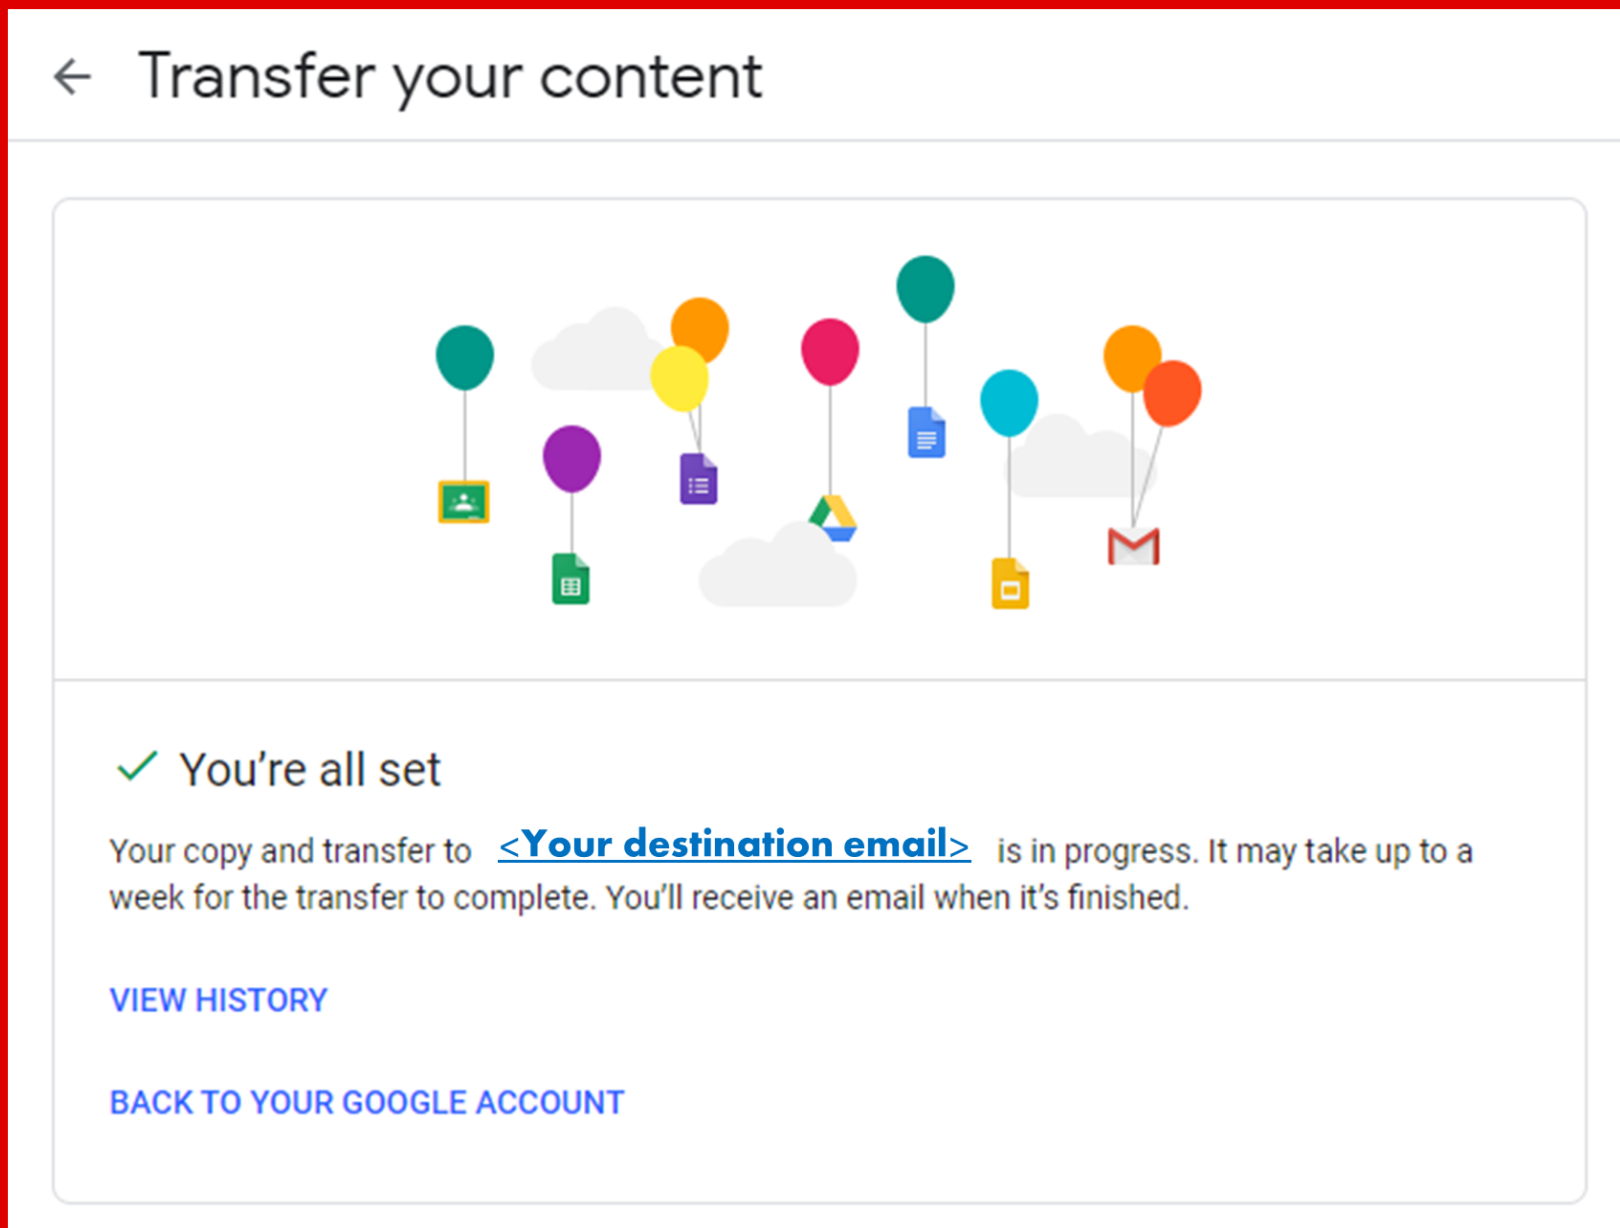 Transfer your content
You're all set
Your copy and transfer to <Your destination email> is in progress. It may take up to a
week for the transfer to complete. You'll receive an email when it's finished.
VIEW HISTORY
BACK TO YOUR GOOGLE ACCOUNT